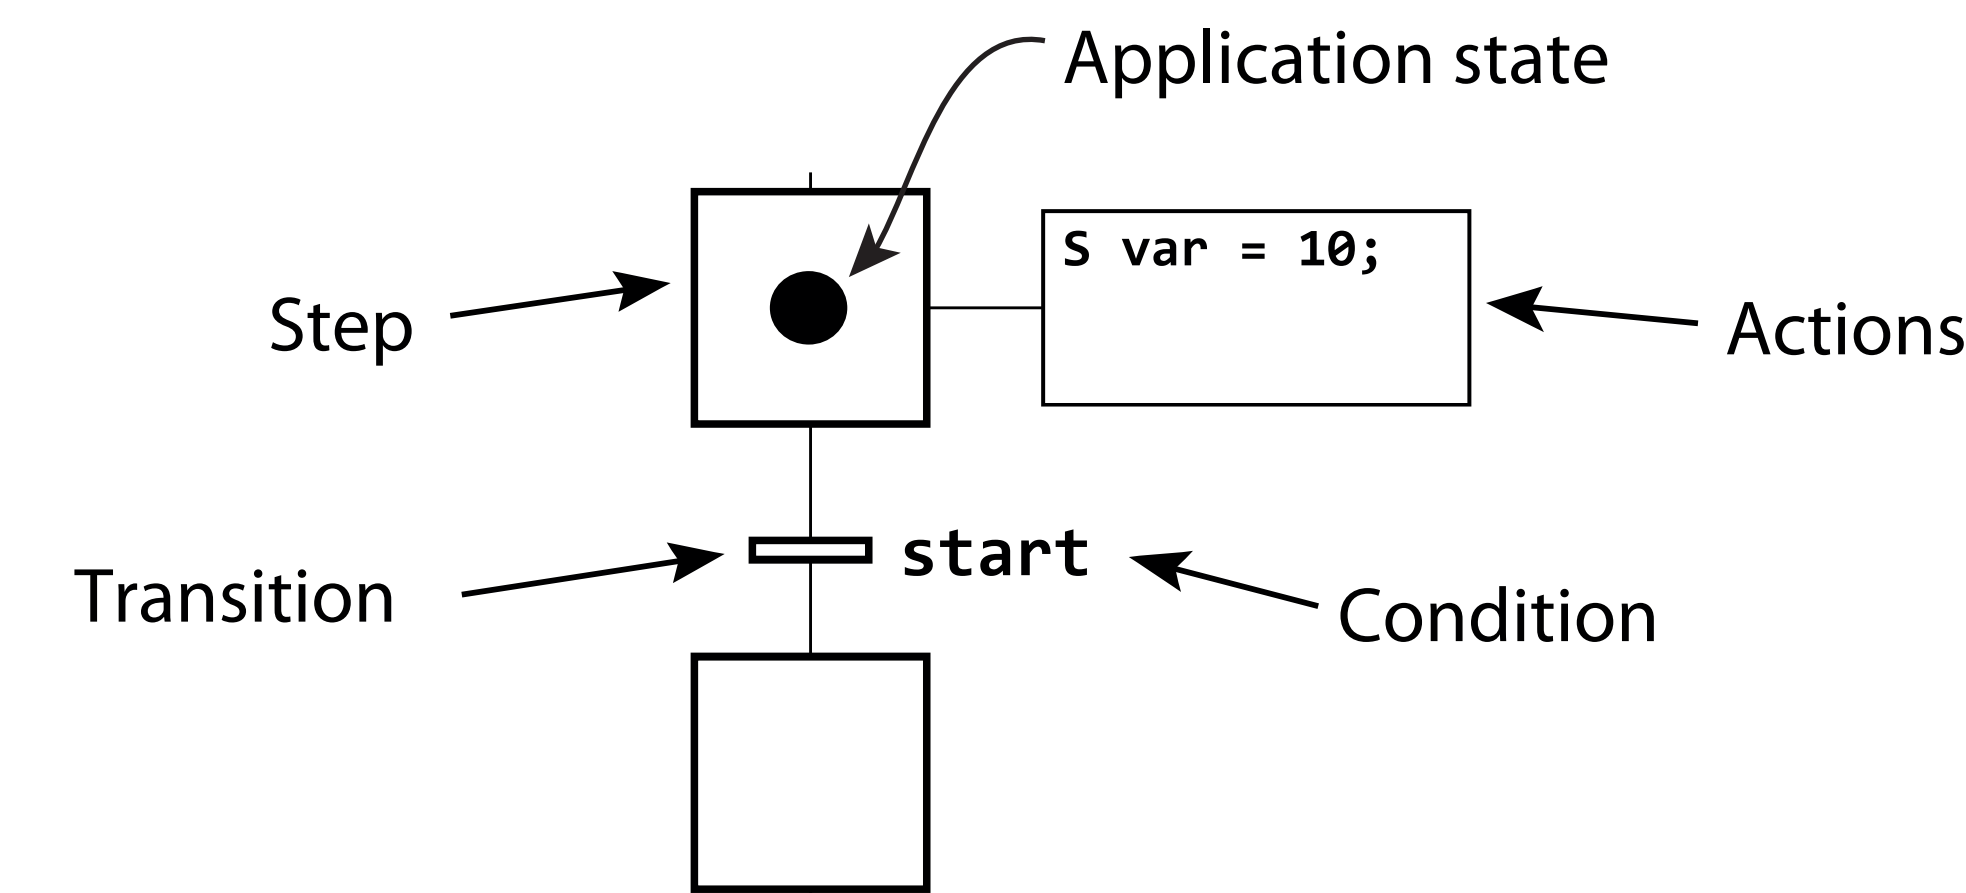 Application state
S var = 10;
Step
Actions
start
Transition
Condition